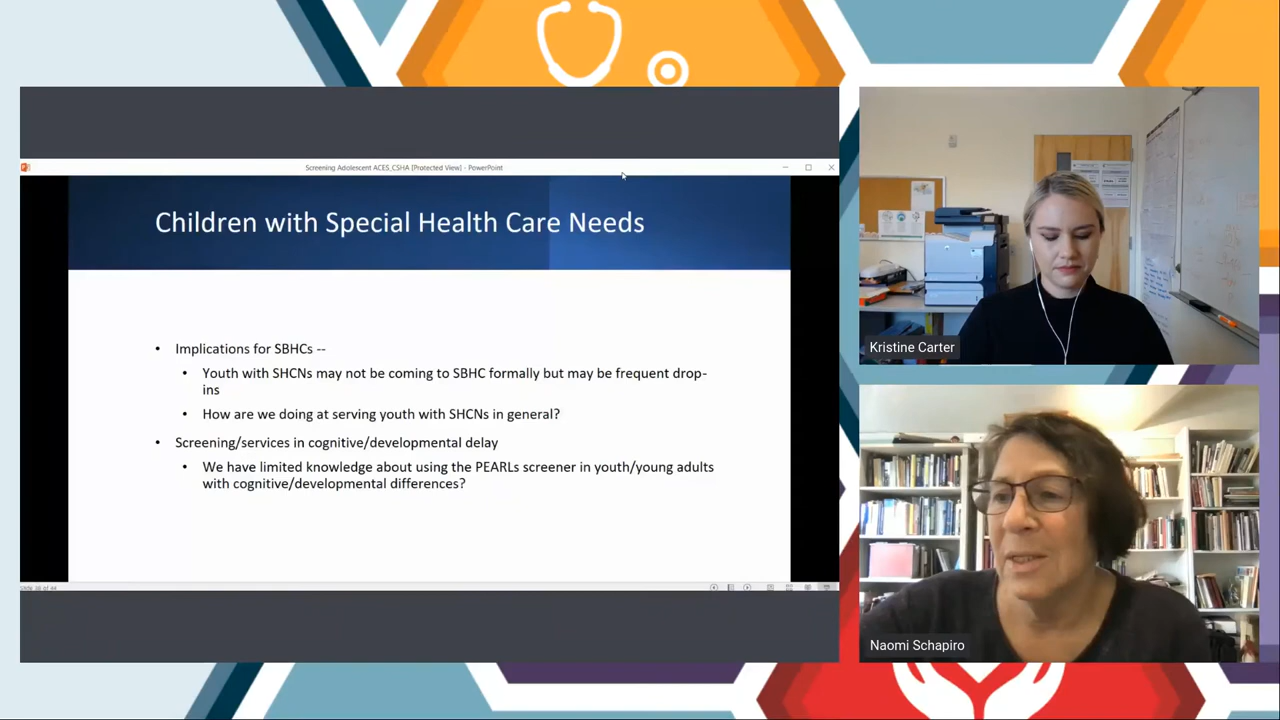 Screening Adolescent ACES_CSHA [Protected View] - PowerPoint
Children with Special Health Care Needs
• Implications for SBHCs --
• Youth with SHCNs may not be coming to SBHC formally but may be frequent drop-
ins
• How are we doing at serving youth with SHCNs in general?
• Screening/services in cognitive/developmental delay
• We have limited knowledge about using the PEARLs screener in youth/young adults
with cognitive/developmental differences?
Kristine Carter
Naomi Schapiro